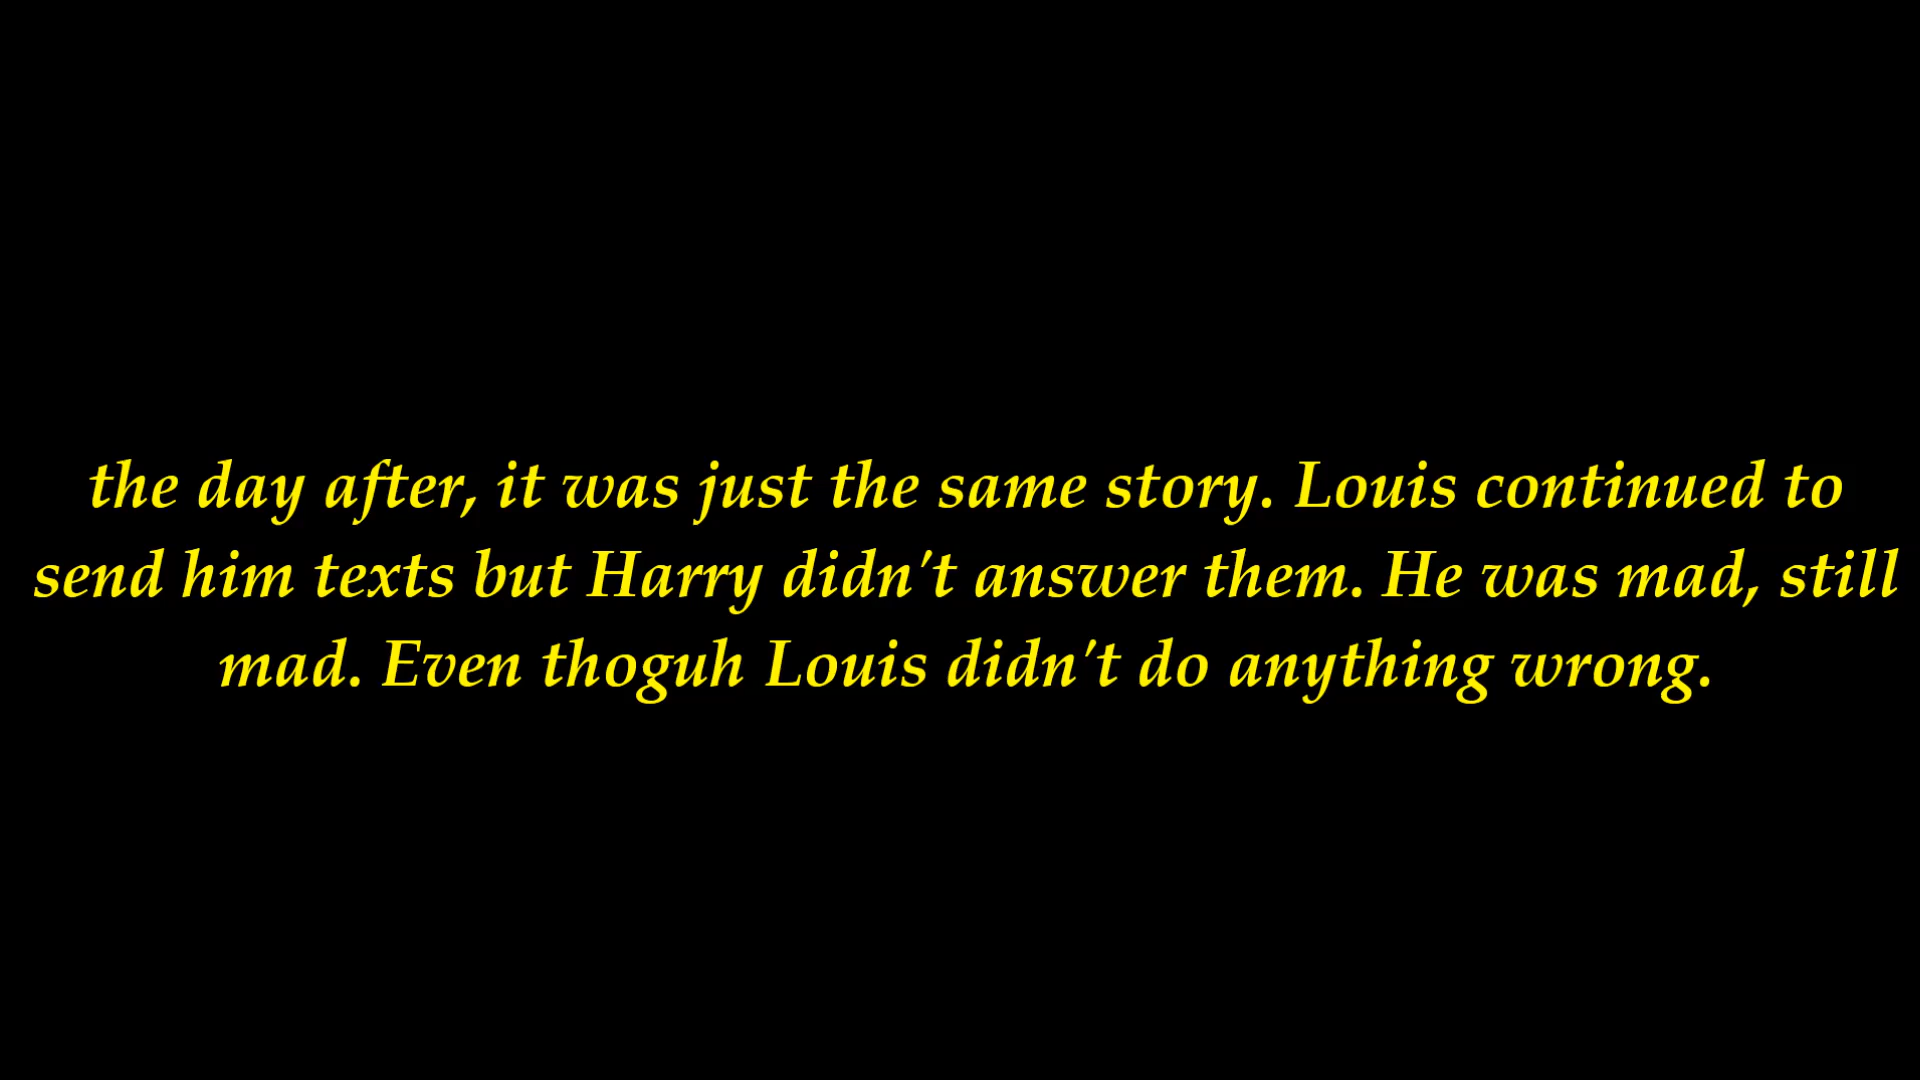 the day after, it was just the same story. Louis continued to
send him texts but Harry didn't answer them. He was mad, still
mad. Even thoguh Louis didn't do anything wrong.